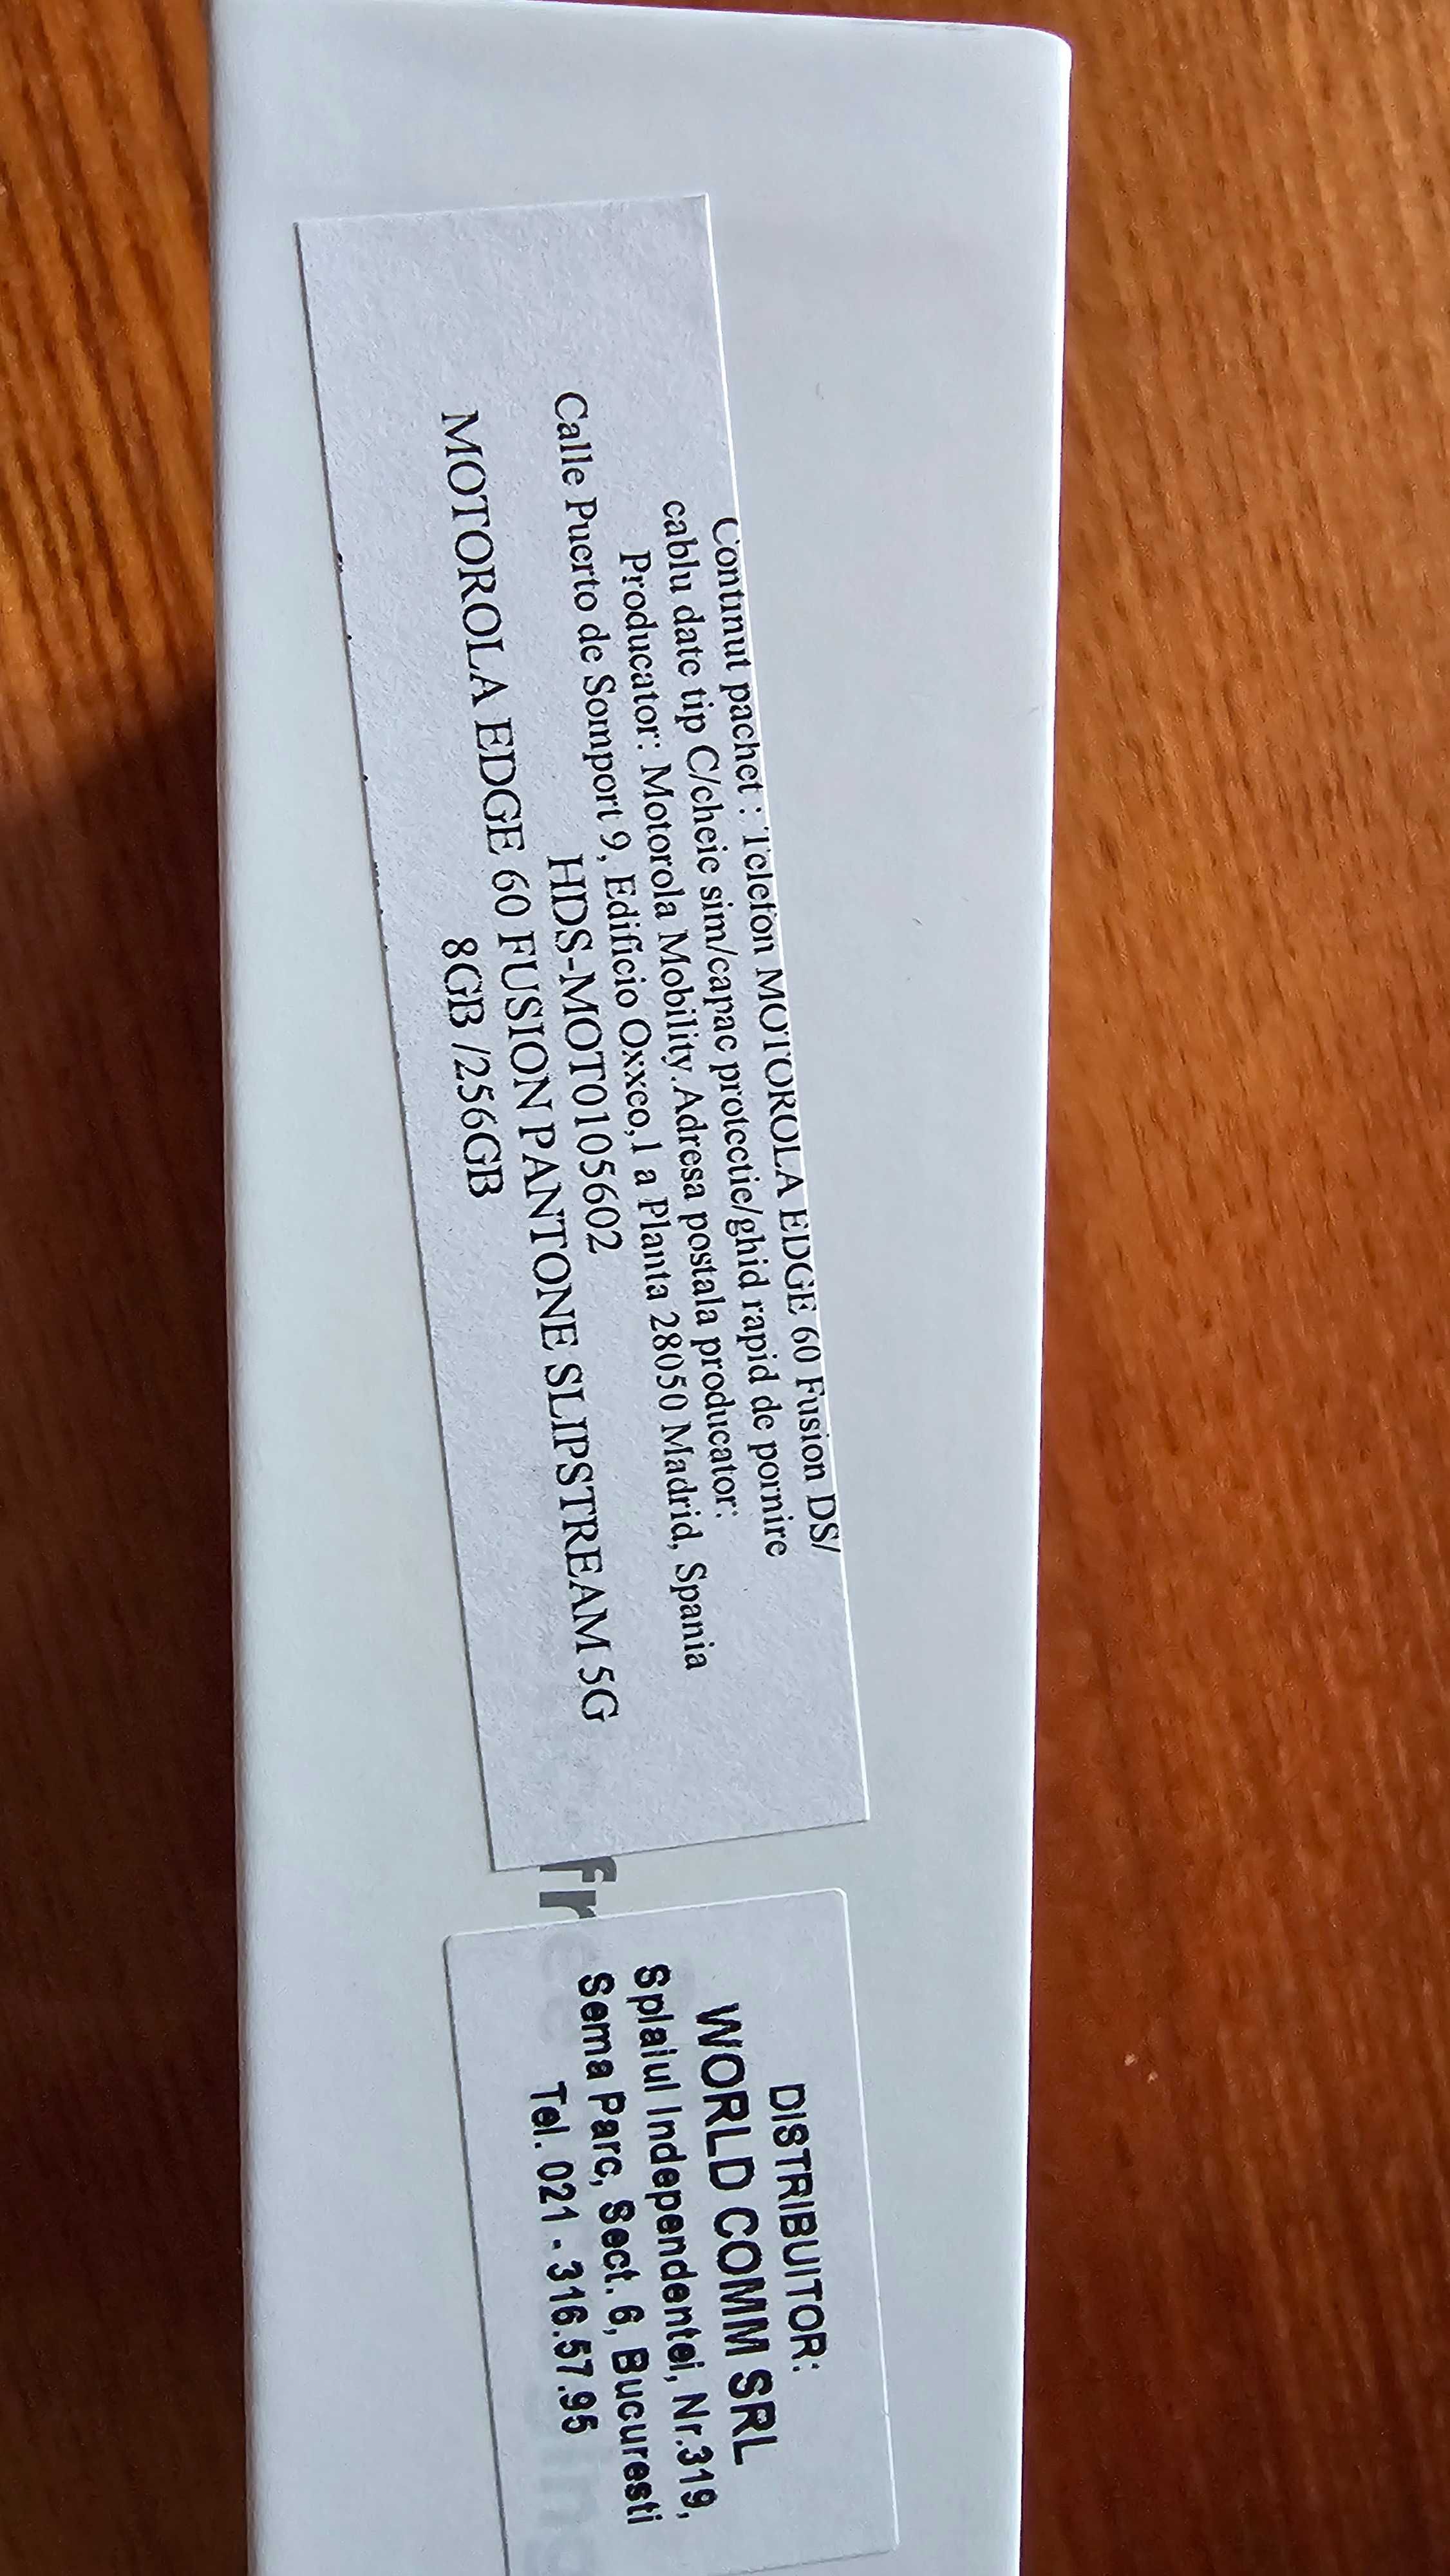 Continut pachet : Telefon MOTOROLA EDGE 60 Fusion DS/
cablu date tip C/cheie sim/capac protectie/ghid rapid de pornire
Producator: Motorola Mobility.Adresa postala producator:
Calle Puerto de Somport 9, Edificio Oxxeo,1 a Planta 28050 Madrid, Spania
HDS-MOT0105602
MOTOROLA EDGE 60 FUSION PANTONE SLIPSTREAM 5G
8GB /256GB
DISTRIBUITOR:
WORLD COMM SRL
Splaiul Independentei, Nr.319,
Sema Parc, Sect. 6, Bucuresti
Tel. 021 - 316.57.95